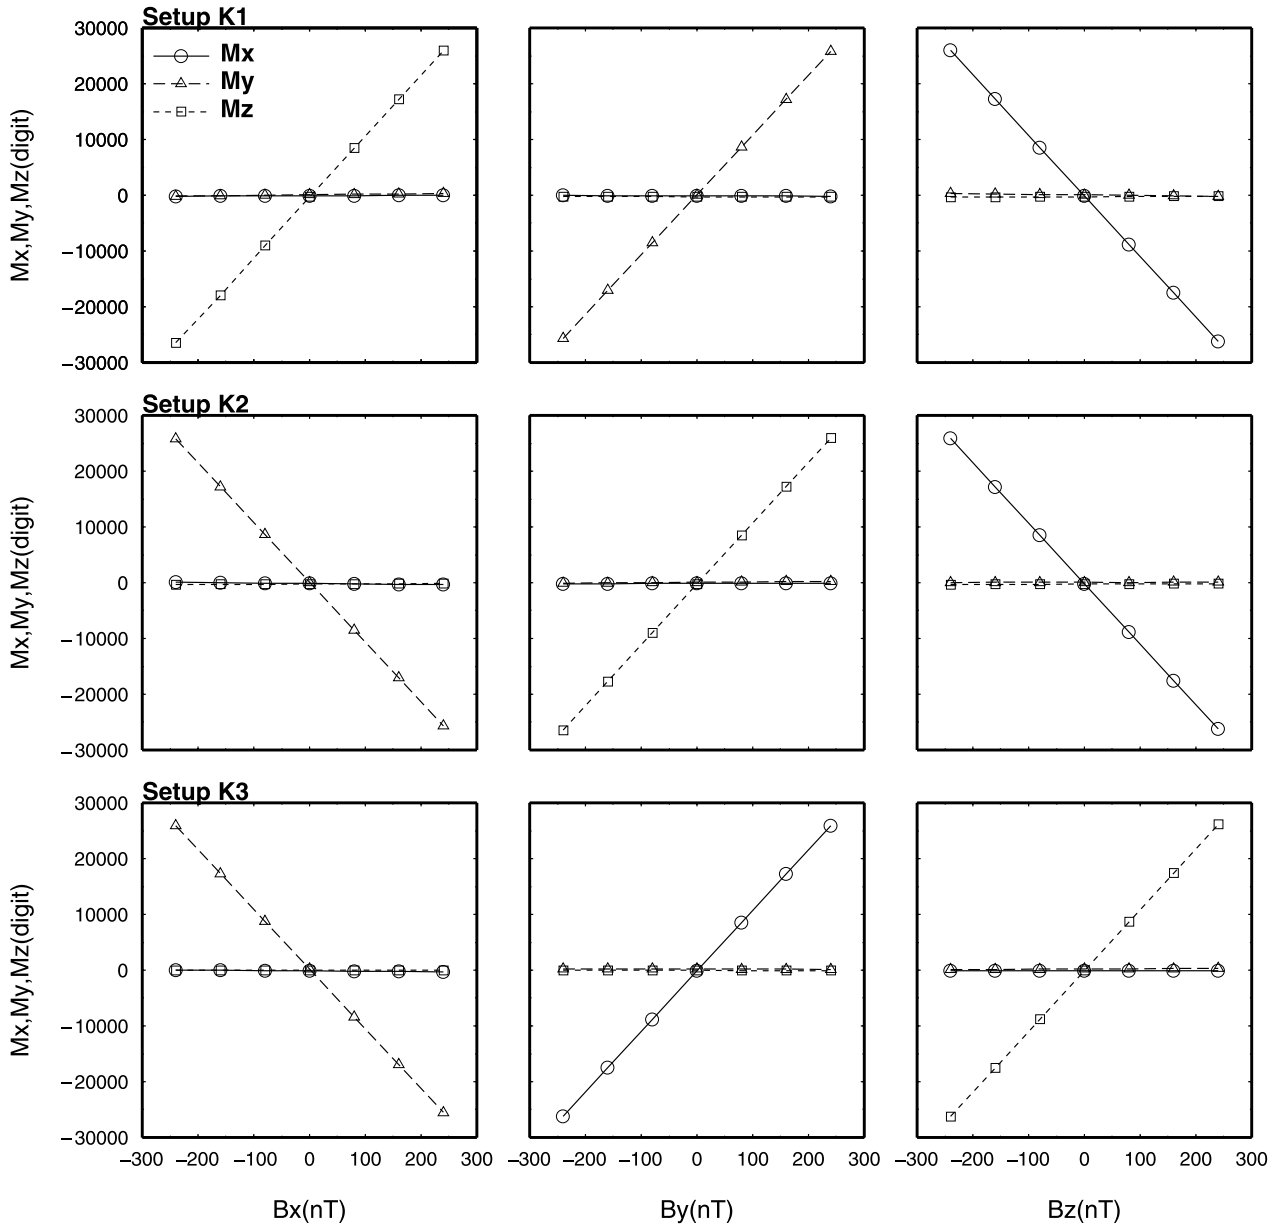 Setup K1
30000
20000
10000
0
−10000
−20000
−30000
Mx,My,Mz(digit)
Mx
My
Mz
Setup K2
30000
20000
10000
0
−10000
−20000
−30000
Mx,My,Mz(digit)
Setup K3
30000
20000
10000
0
−10000
−20000
−30000
Mx,My,Mz(digit)
−300 −200 −100 0 100 200 300 −300 −200 −100 0 100 200 300 −300 −200 −100 0 100 200 300
Bx(nT) By(nT) Bz(nT)